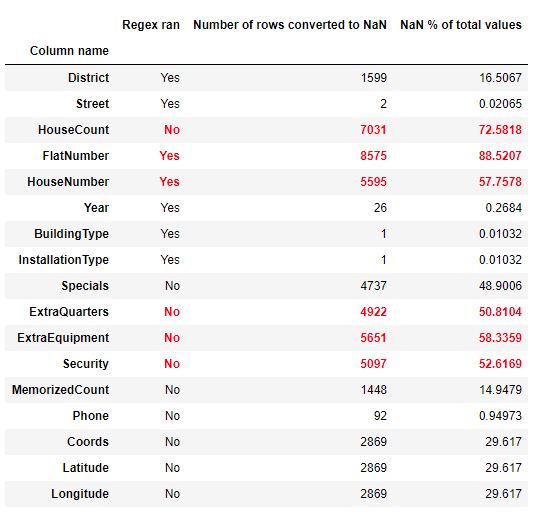 Regex ran Number of rows converted to NaN NaN % of total values
Column name
District Yes 1599 16.5067
Street Yes 2 0.02065
HouseCount No 7031 72.5818
FlatNumber Yes 8575 88.5207
HouseNumber Yes 5595 57.7578
Year Yes 26 0.2684
BuildingType Yes 1 0.01032
InstallationType Yes 1 0.01032
Specials No 4737 48.9006
ExtraQuarters No 4922 50.8104
ExtraEquipment No 5651 58.3359
Security No 5097 52.6169
MemorizedCount No 1448 14.9479
Phone No 92 0.94973
Coords No 2869 29.617
Latitude No 2869 29.617
Longitude No 2869 29.617